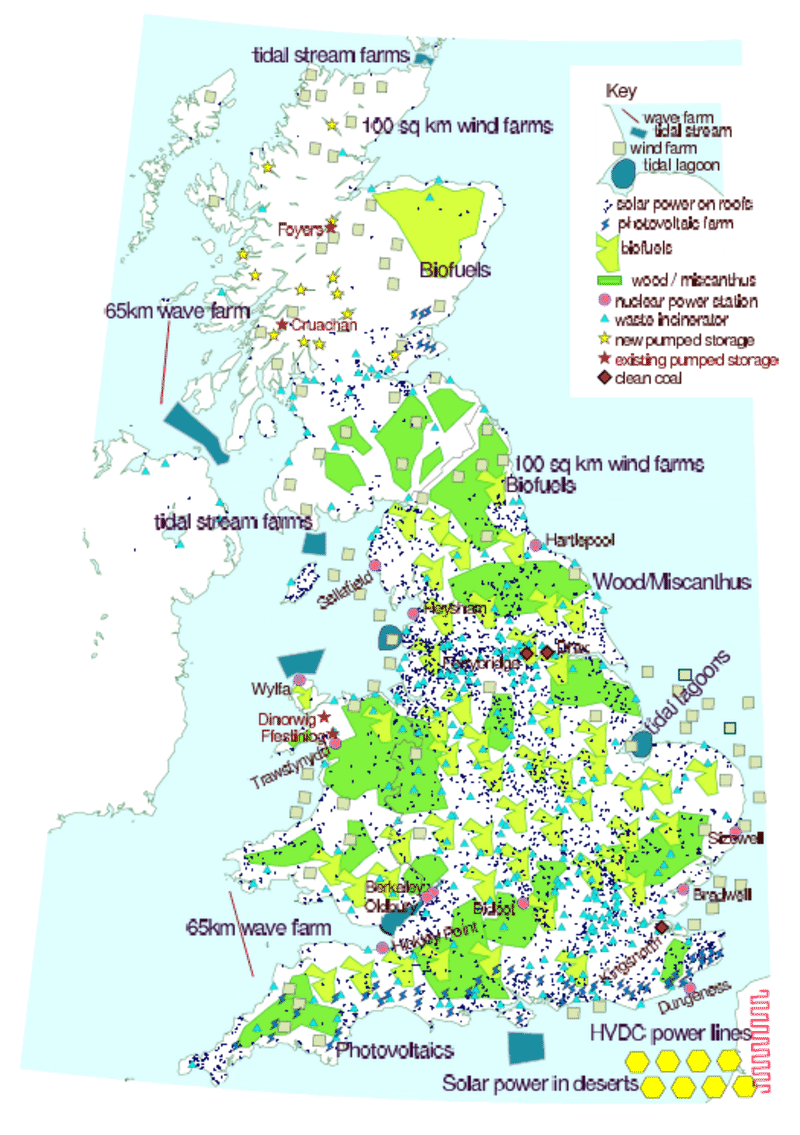 tidal stream farms
Key
wave farm
tidal stream
100 sq km wind farms
wind farm
tidal lagoon
solar power on roofs
photovoltaic farm
Foyers
biofuels
Biofuels
wood / miscanthus
nuclear power station
65km wave farm
waste incinerator
Cruachan
new pumped storage
existing pumped storage
clean coal
100 sq km wind farms
Biofuels
tidal stream farms
Hartlepool
Sellafield
Wood/Miscanthus
Heysham
Ferrybridge
Drax
Wylfa
tidal lagoons
Dinorwig
Ffestiniog
Trawsfynydd
Sizewell
Berkeley
Bradwell
Oldbury
Didcot
65km wave farm
Hinkley Point
Kingsnorth
Dungeness
HVDC power lines
Photovoltaics
Solar power in deserts